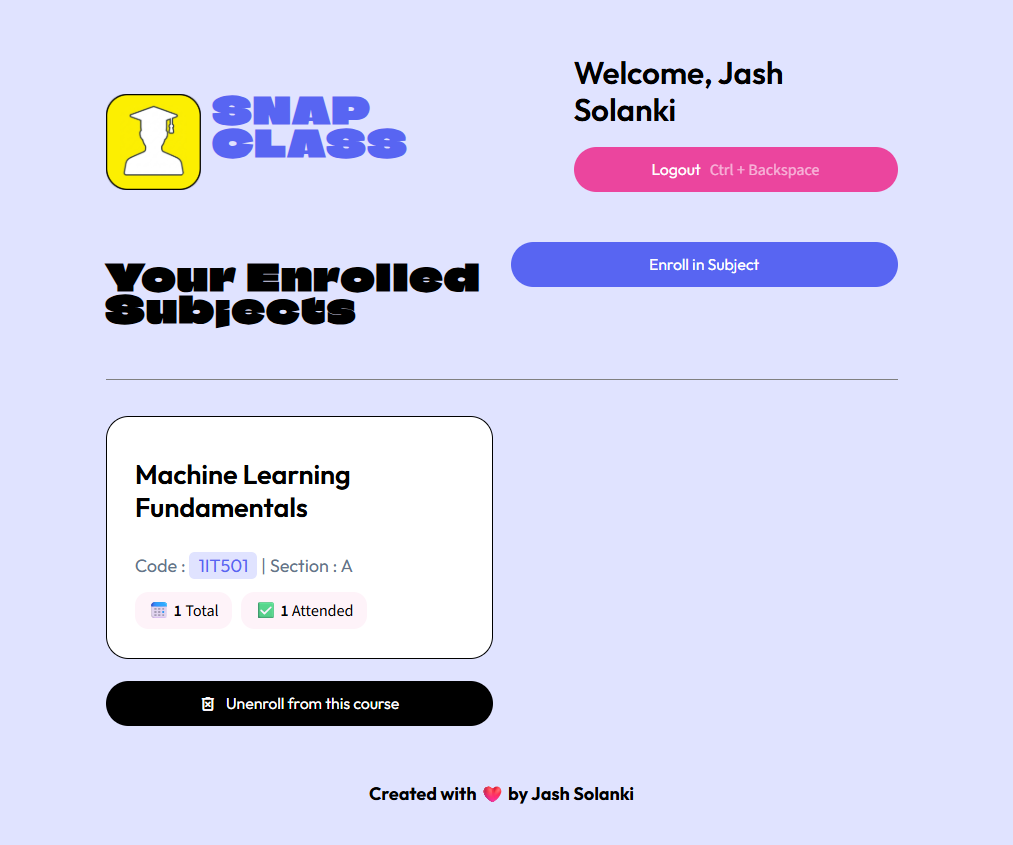 SNAP
CLASS
Welcome, Jash
Solanki
Logout Ctrl + Backspace
Your Enrolled
Subjects
Enroll in Subject
Machine Learning
Fundamentals
Code : 1IT501 | Section : A
1 Total 1 Attended
Unenroll from this course
Created with ❤️ by Jash Solanki